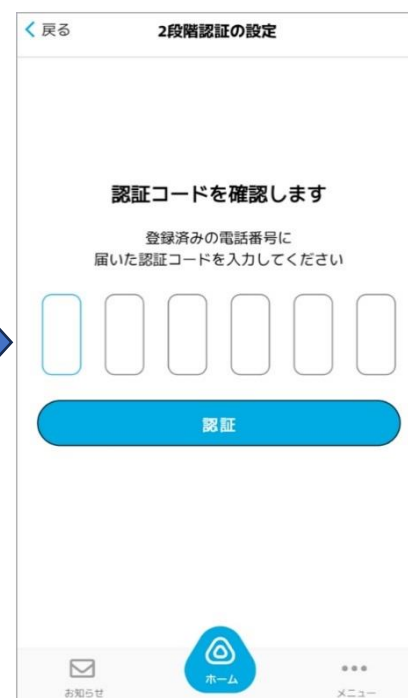 戻る
2段階認証の設定
認証コードを確認します
登録済みの電話番号に
届いた認証コードを入力してください
認証
お知らせ
ホーム
メニュー